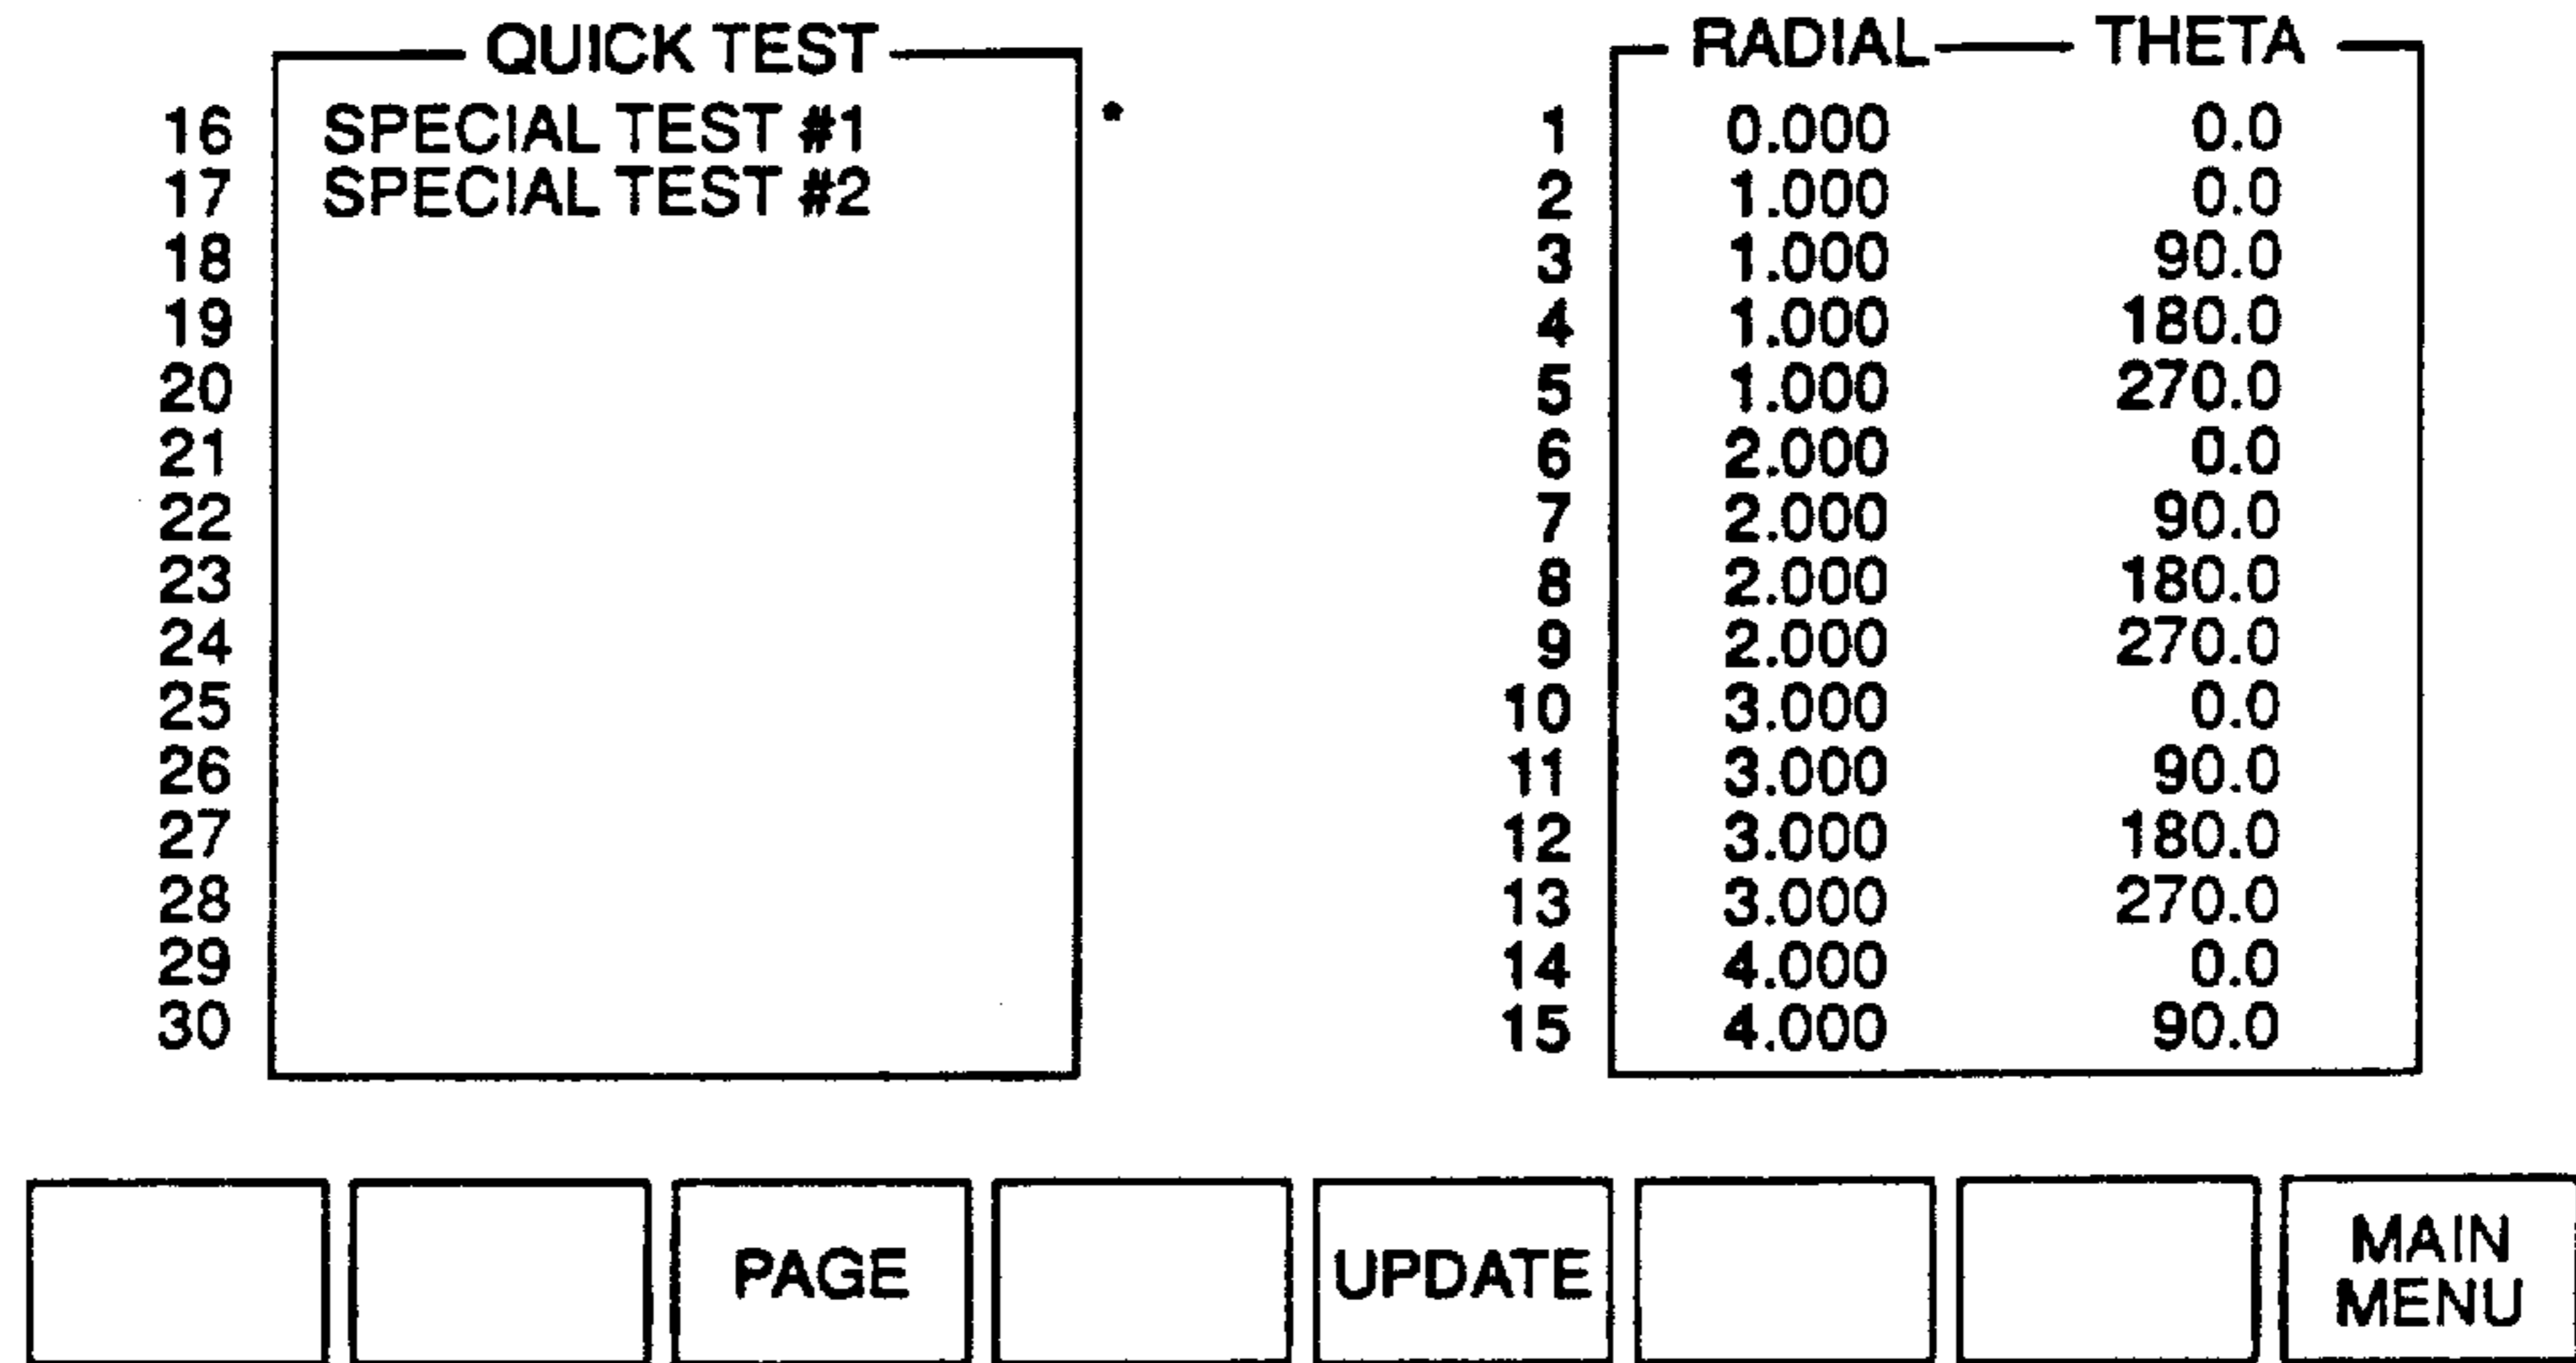 QUICK TEST
16 SPECIAL TEST #1 *
17 SPECIAL TEST #2
18
19
20
21
22
23
24
25
26
27
28
29
30
RADIAL THETA
1 0.000 0.0
2 1.000 0.0
3 1.000 90.0
4 1.000 180.0
5 1.000 270.0
6 2.000 0.0
7 2.000 90.0
8 2.000 180.0
9 2.000 270.0
10 3.000 0.0
11 3.000 90.0
12 3.000 180.0
13 3.000 270.0
14 4.000 0.0
15 4.000 90.0
PAGE
UPDATE
MAIN
MENU